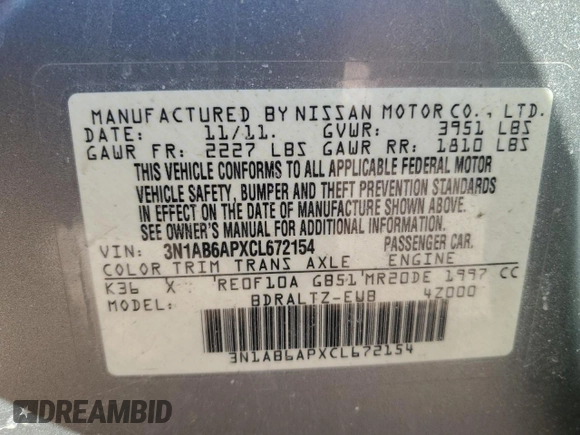 MANUFACTURED BY NISSAN MOTOR CO., LTD.
DATE: 11/11. GVWR: 3951 LBS
GAWR FR: 2227 LBS GAWR RR: 1810 LBS
THIS VEHICLE CONFORMS TO ALL APPLICABLE FEDERAL MOTOR
VEHICLE SAFETY, BUMPER AND THEFT PREVENTION STANDARDS
IN EFFECT ON THE DATE OF MANUFACTURE SHOWN ABOVE.
SEE OWNER'S MANUAL FOR ADDITIONAL INFORMATION.
VIN: 3N1AB6APXCL672154 PASSENGER CAR.
COLOR TRIM TRANS AXLE ENGINE
K36 X 'RE0F10A GB51'MR20DE 1997 CC
MODEL: BDRALTZ-EWB 4Z000
3N1AB6APXCL672154
DREAMBID